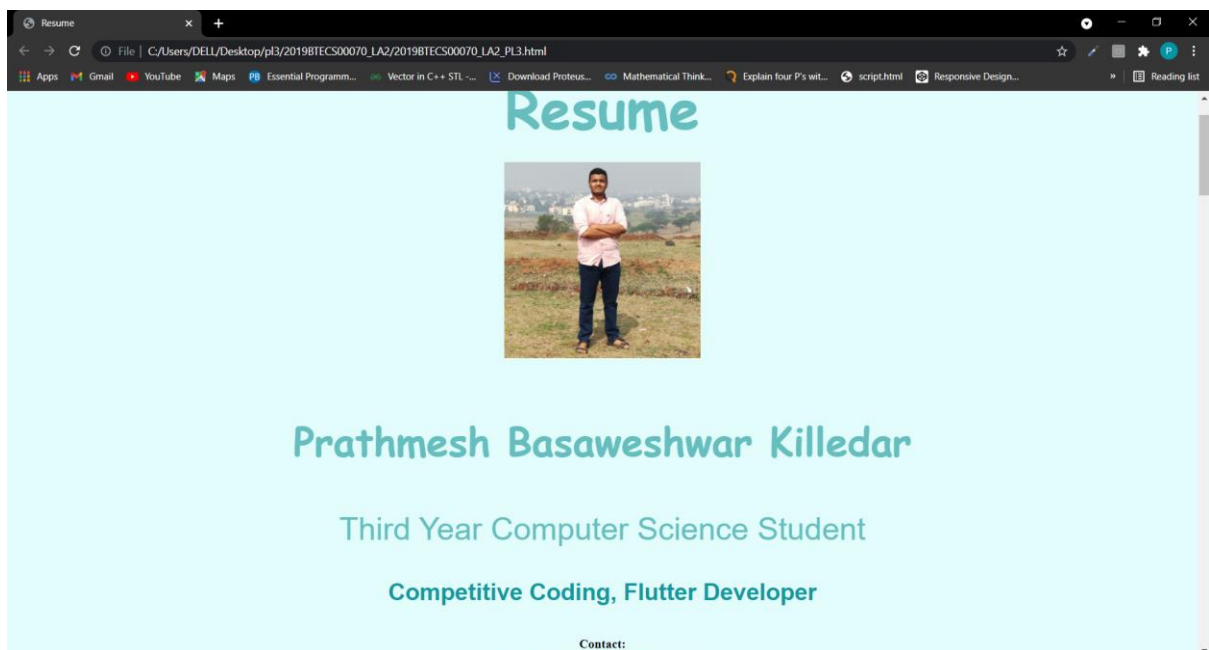 Resume
File | C:/Users/DELL/Desktop/pl3/2019BTECS00070_LA2/2019BTECS00070_LA2_PL3.html
Apps Gmail YouTube Maps PB Essential Programm... Vector in C++ STL -... Download Proteus... Mathematical Think... Explain four P's wit... script.html Responsive Design... » Reading list
Resume
Prathmesh Basaweshwar Killedar
Third Year Computer Science Student
Competitive Coding, Flutter Developer
Contact: